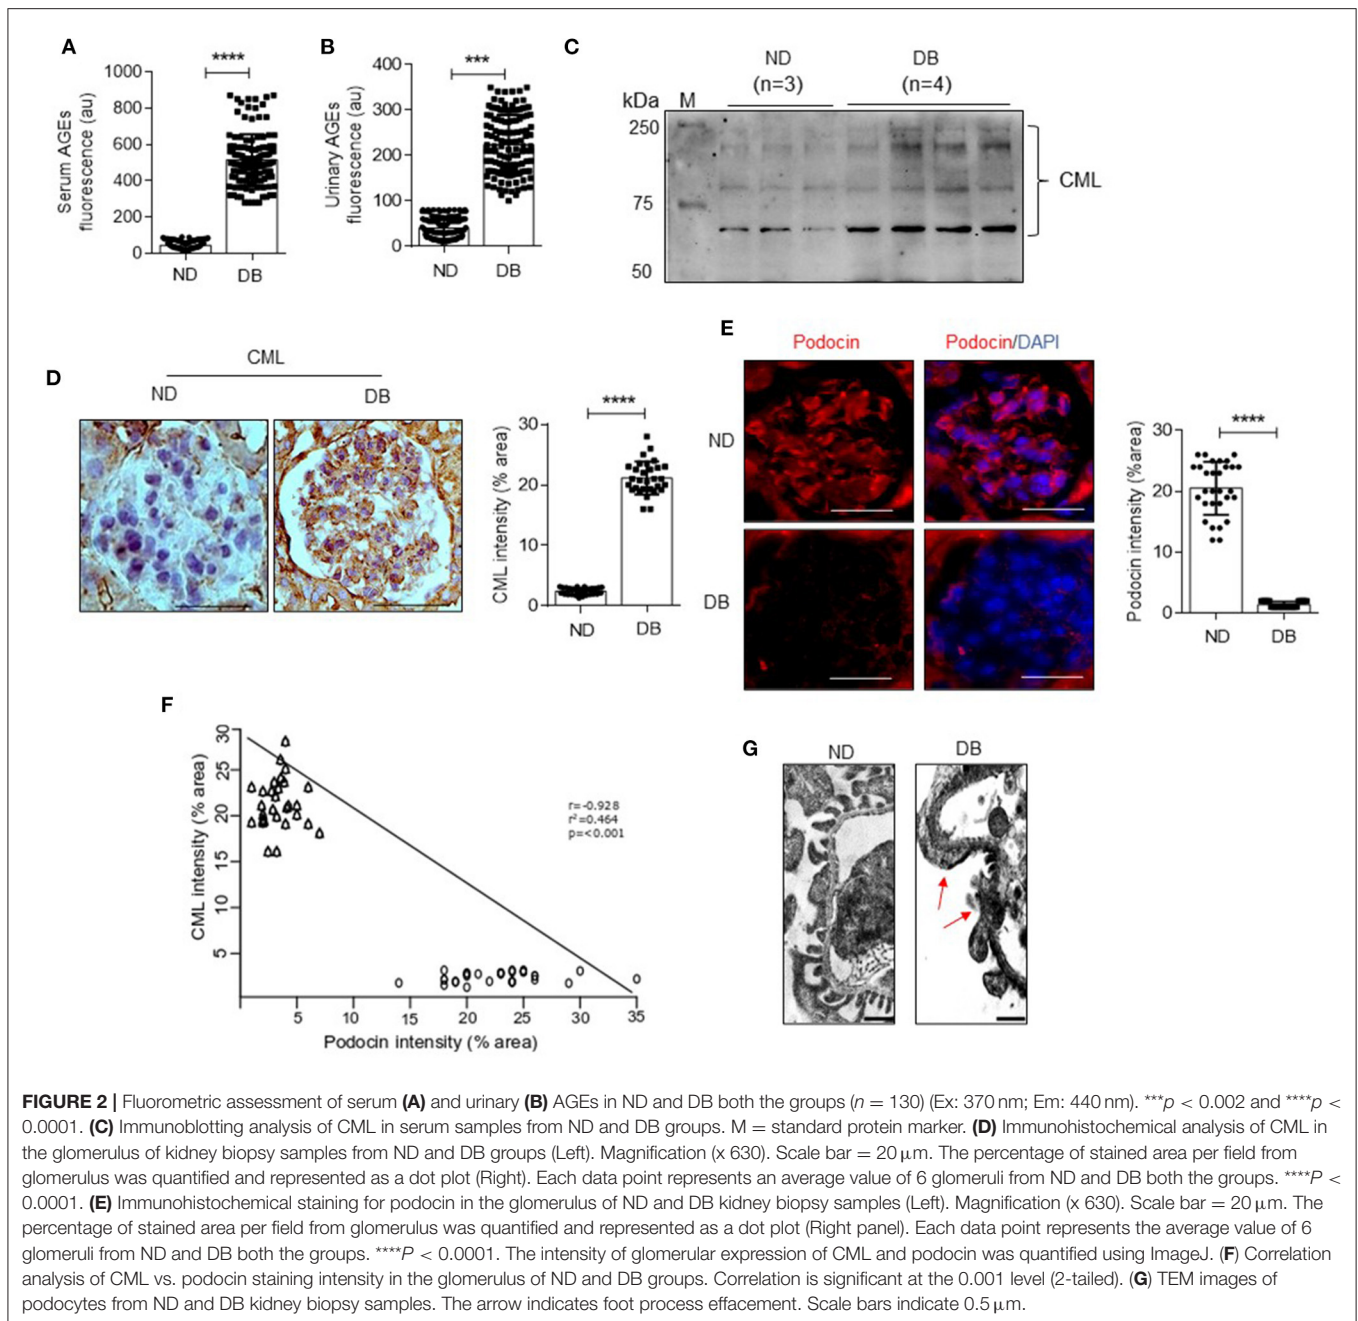 A
****
Serum AGEs
fluorescence (au)
1000
800
600
400
200
0
ND
DB
B
***
Urinary AGEs
fluorescence (au)
400
300
200
100
0
ND
DB
C
ND
(n=3)
DB
(n=4)
kDa
M
250
75
50
CML
D
CML
ND
DB
****
CML intensity (% area)
30
20
10
0
ND
DB
E
Podocin
Podocin/DAPI
ND
DB
****
Podocin intensity (%area)
30
20
10
0
ND
DB
F
CML intensity (% area)
30
25
20
15
10
5
r=-0.928
r²=0.464
p=<0.001
5
10
15
20
25
30
35
Podocin intensity (% area)
G
ND
DB
FIGURE 2 | Fluorometric assessment of serum (A) and urinary (B) AGEs in ND and DB both the groups (n = 130) (Ex: 370 nm; Em: 440 nm). ***p < 0.002 and ****p <
0.0001. (C) Immunoblotting analysis of CML in serum samples from ND and DB groups. M = standard protein marker. (D) Immunohistochemical analysis of CML in
the glomerulus of kidney biopsy samples from ND and DB groups (Left). Magnification (x 630). Scale bar = 20 µm. The percentage of stained area per field from
glomerulus was quantified and represented as a dot plot (Right). Each data point represents an average value of 6 glomeruli from ND and DB both the groups. ****P <
0.0001. (E) Immunohistochemical staining for podocin in the glomerulus of ND and DB kidney biopsy samples (Left). Magnification (x 630). Scale bar = 20 µm. The
percentage of stained area per field from glomerulus was quantified and represented as a dot plot (Right panel). Each data point represents the average value of 6
glomeruli from ND and DB both the groups. ****P < 0.0001. The intensity of glomerular expression of CML and podocin was quantified using ImageJ. (F) Correlation
analysis of CML vs. podocin staining intensity in the glomerulus of ND and DB groups. Correlation is significant at the 0.001 level (2-tailed). (G) TEM images of
podocytes from ND and DB kidney biopsy samples. The arrow indicates foot process effacement. Scale bars indicate 0.5 µm.